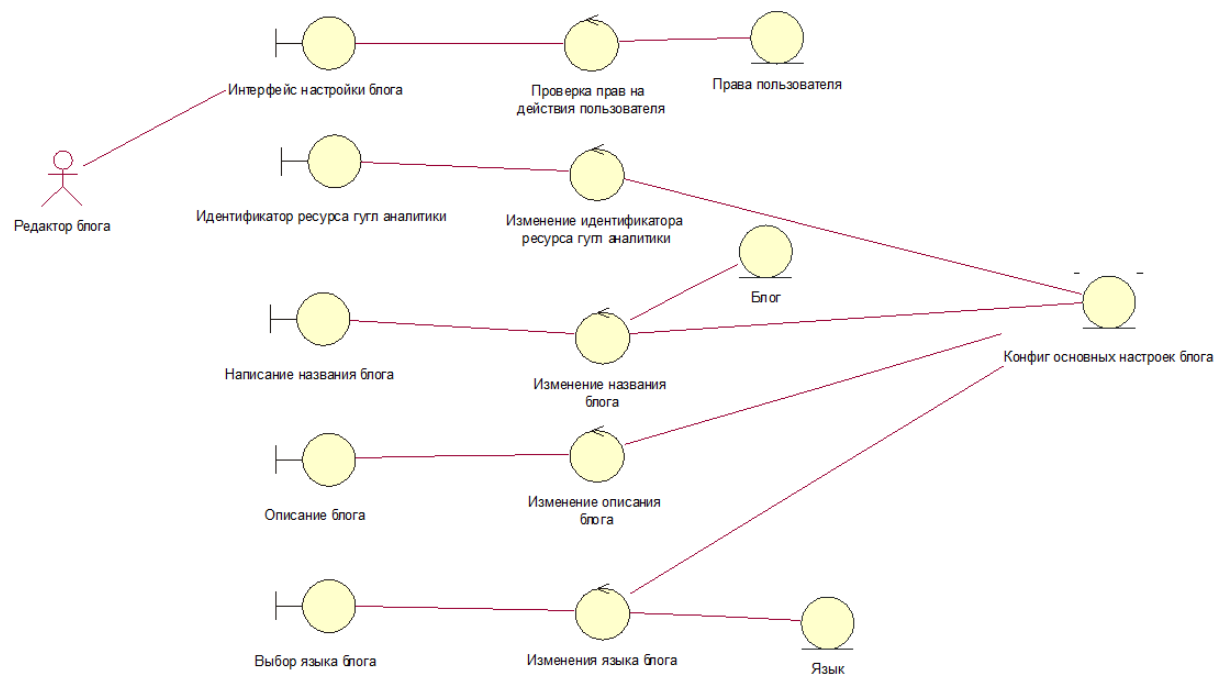 Интерфейс настройки блога
Проверка прав на
действия пользователя
Права пользователя
Редактор блога
Идентификатор ресурса гугл аналитики
Изменение идентификатора
ресурса гугл аналитики
Блог
Написание названия блога
Изменение названия
блога
Конфиг основных настроек блога
Описание блога
Изменение описания
блога
Выбор языка блога
Изменения языка блога
Язык